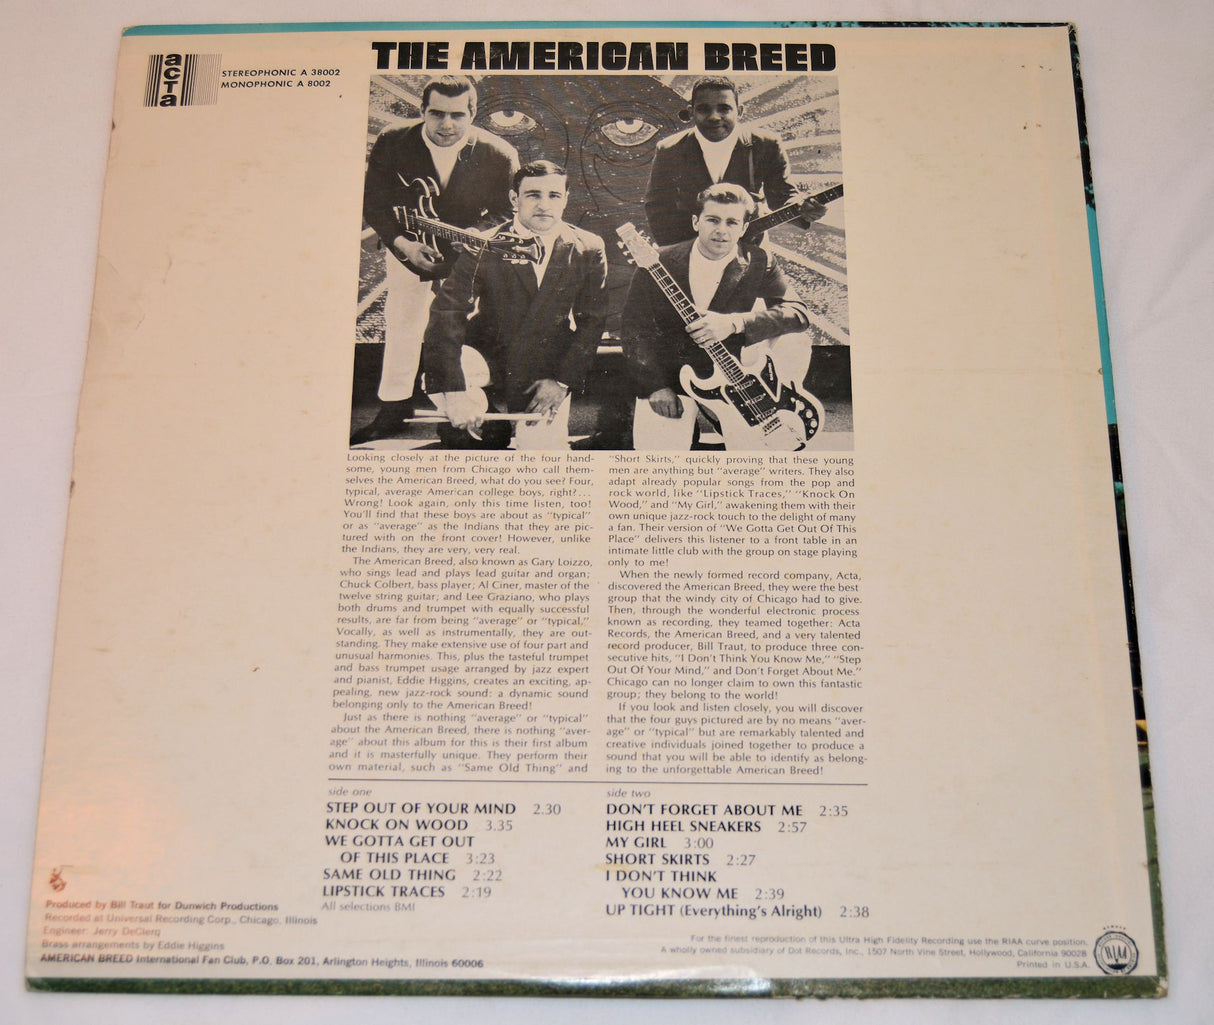 acTa
STEREOPHONIC A 38002
MONOPHONIC A 8002
THE AMERICAN BREED
Looking closely at the picture of the four hand-
some, young men from Chicago who call them-
selves the American Breed, what do you see? Four,
typical, average American college boys, right?...
Wrong! Look again, only this time listen, too!
You'll find that these boys are about as "typical"
or as "average" as the Indians that they are pic-
tured with on the front cover! However, unlike
the Indians, they are very, very real.
The American Breed, also known as Gary Loizzo,
who sings lead and plays lead guitar and organ;
Chuck Colbert, bass player; Al Ciner, master of the
twelve string guitar; and Lee Graziano, who plays
both drums and trumpet with equally successful
results, are far from being "average" or "typical."
Vocally, as well as instrumentally, they are out-
standing. They make extensive use of four part and
unusual harmonies. This, plus the tasteful trumpet
and bass trumpet usage arranged by jazz expert
and pianist, Eddie Higgins, creates an exciting, ap-
pealing, new jazz-rock sound: a dynamic sound
belonging only to the American Breed!
Just as there is nothing "average" or "typical"
about the American Breed, there is nothing "aver-
age" about this album for this is their first album
and it is masterfully unique. They perform their
own material, such as "Same Old Thing" and
"Short Skirts," quickly proving that these young
men are anything but "average" writers. They also
adapt already popular songs from the pop and
rock world, like "Lipstick Traces," "Knock On
Wood," and "My Girl," awakening them with their
own unique jazz-rock touch to the delight of many
a fan. Their version of "We Gotta Get Out Of This
Place" delivers this listener to a front table in an
intimate little club with the group on stage playing
only to me!
When the newly formed record company, Acta,
discovered the American Breed, they were the best
group that the windy city of Chicago had to give.
Then, through the wonderful electronic process
known as recording, they teamed together: Acta
Records, the American Breed, and a very talented
record producer, Bill Traut, to produce three con-
secutive hits, "I Don't Think You Know Me," "Step
Out Of Your Mind," and Don't Forget About Me."
Chicago can no longer claim to own this fantastic
group; they belong to the world!
If you look and listen closely, you will discover
that the four guys pictured are by no means "aver-
age" or "typical" but are remarkably talented and
creative individuals joined together to produce a
sound that you will be able to identify as belong-
ing to the unforgettable American Breed!
side one
STEP OUT OF YOUR MIND 2.30
KNOCK ON WOOD 3.35
WE GOTTA GET OUT
OF THIS PLACE 3:23
SAME OLD THING 2:22
LIPSTICK TRACES 2:19
All selections BMI
side two
DON'T FORGET ABOUT ME 2:35
HIGH HEEL SNEAKERS 2:57
MY GIRL 3:00
SHORT SKIRTS 2:27
I DON'T THINK
YOU KNOW ME 2:39
UP TIGHT (Everything's Alright) 2:38
Produced by Bill Traut for Dunwich Productions
Recorded at Universal Recording Corp., Chicago, Illinois
Engineer: Jerry DeClerq
Brass arrangements by Eddie Higgins
AMERICAN BREED International Fan Club, P.O. Box 201, Arlington Heights, Illinois 60006
For the finest reproduction of this Ultra High Fidelity Recording use the RIAA curve position.
A wholly owned subsidiary of Dot Records, Inc., 1507 North Vine Street, Hollywood, California 90028
Printed in U.S.A.
RIAA